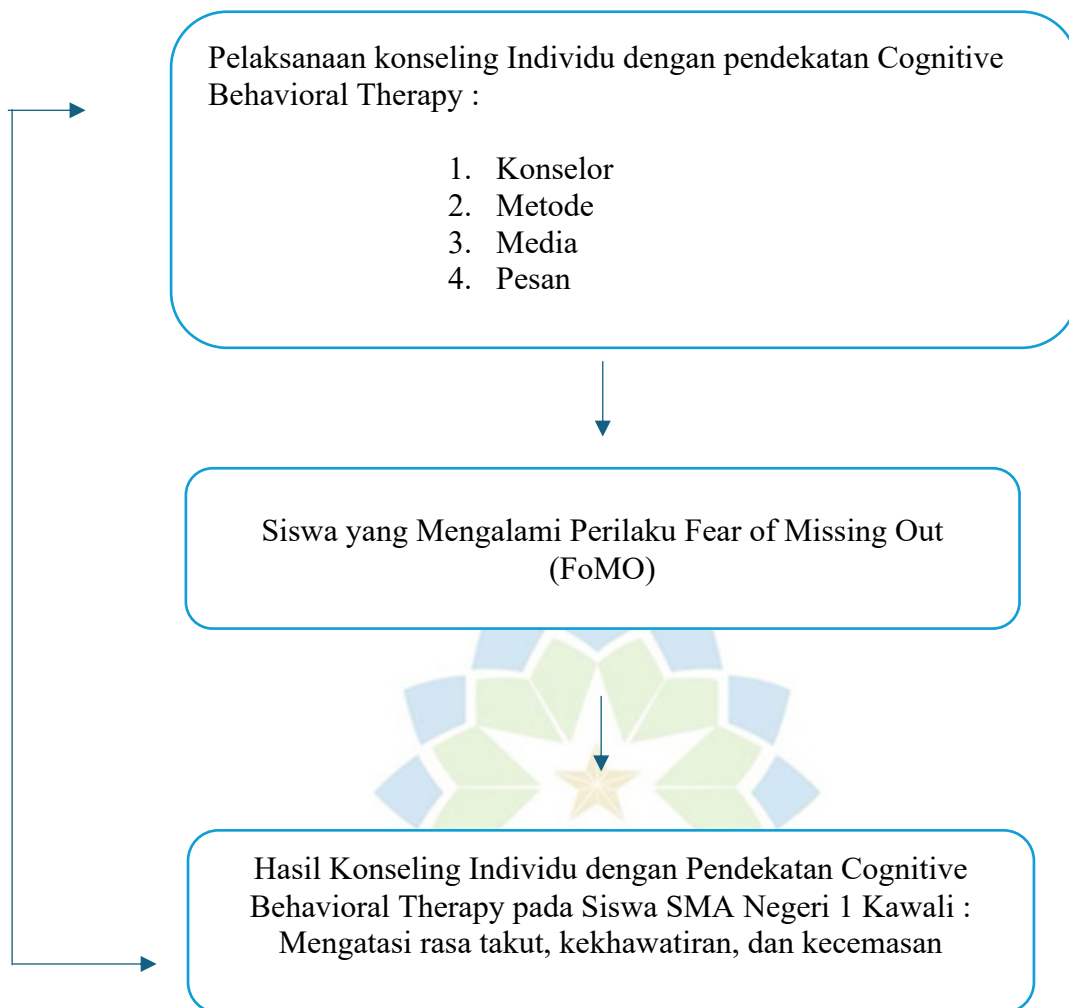 Pelaksanaan konseling Individu dengan pendekatan Cognitive
Behavioral Therapy :
1. Konselor
2. Metode
3. Media
4. Pesan
Siswa yang Mengalami Perilaku Fear of Missing Out
(FoMO)
Hasil Konseling Individu dengan Pendekatan Cognitive
Behavioral Therapy pada Siswa SMA Negeri 1 Kawali :
Mengatasi rasa takut, kekhawatiran, dan kecemasan